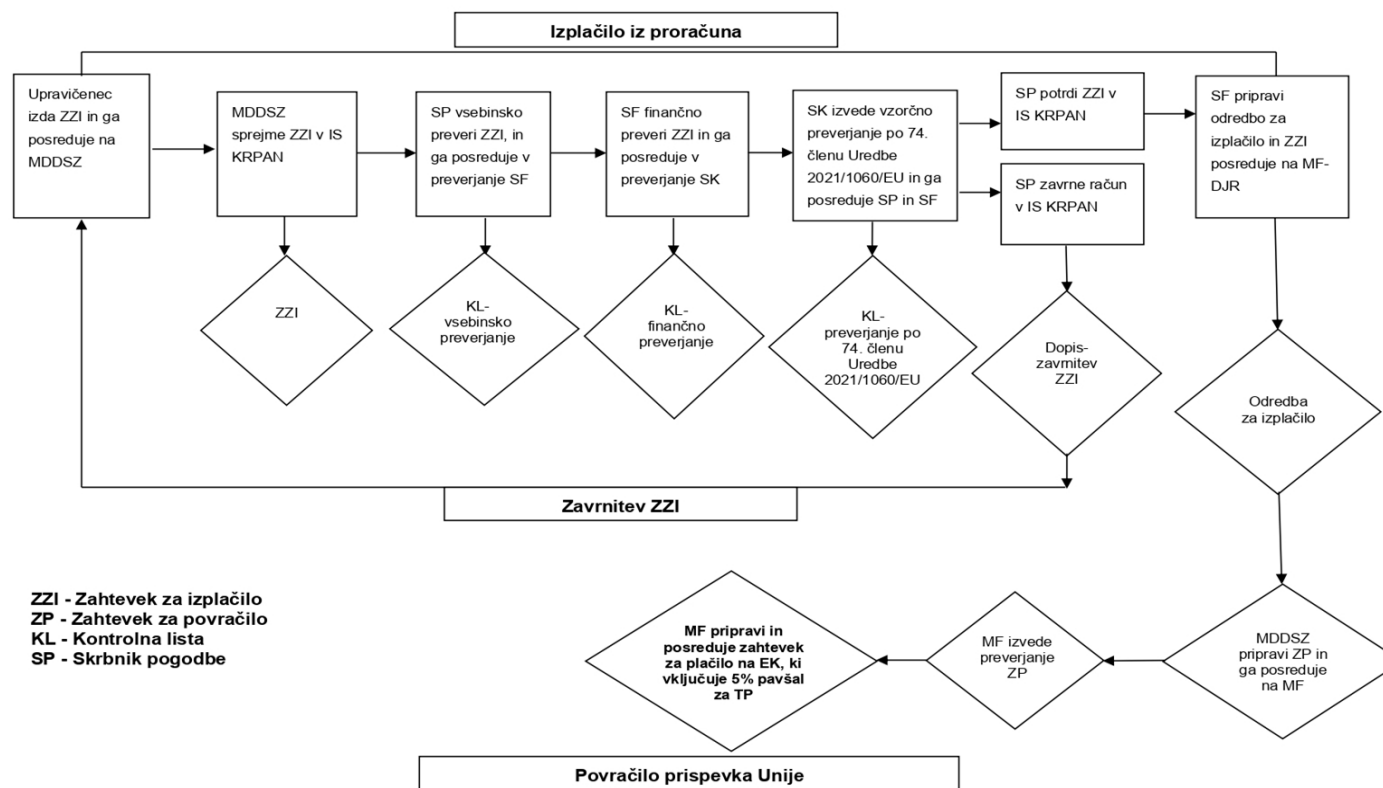 Izplačilo iz proračuna
Upravičenec
izda ZZI in ga
posreduje na
MDDSZ
MDDSZ
sprejme ZZI v IS
KRPAN
SP vsebinsko
preveri ZZI, in
ga posreduje v
preverjanje SF
SF finančno
preveri ZZI in ga
posreduje v
preverjanje SK
SK izvede vzorčno
preverjanje po 74.
členu Uredbe
2021/1060/EU in ga
posreduje SP in SF
SP potrdi ZZI v
IS KRPAN
SP zavrne račun
v IS KRPAN
SF pripravi
odredbo za
izplačilo in ZZI
posreduje na MF-
DJR
ZZI
KL-
vsebinsko
preverjanje
KL-
finančno
preverjanje
KL-
preverjanje po
74. členu
Uredbe
2021/1060/EU
Dopis-
zavrnitev
ZZI
Odredba
za izplačilo
Zavrnitev ZZI
ZZI - Zahtevek za izplačilo
ZP - Zahtevek za povračilo
KL - Kontrolna lista
SP - Skrbnik pogodbe
MF pripravi in
posreduje zahtevek
za plačilo na EK, ki
vključuje 5% pavšal
za TP
MF izvede
preverjanje
ZP
MDDSZ
pripravi ZP in
ga posreduje
na MF
Povračilo prispevka Unije